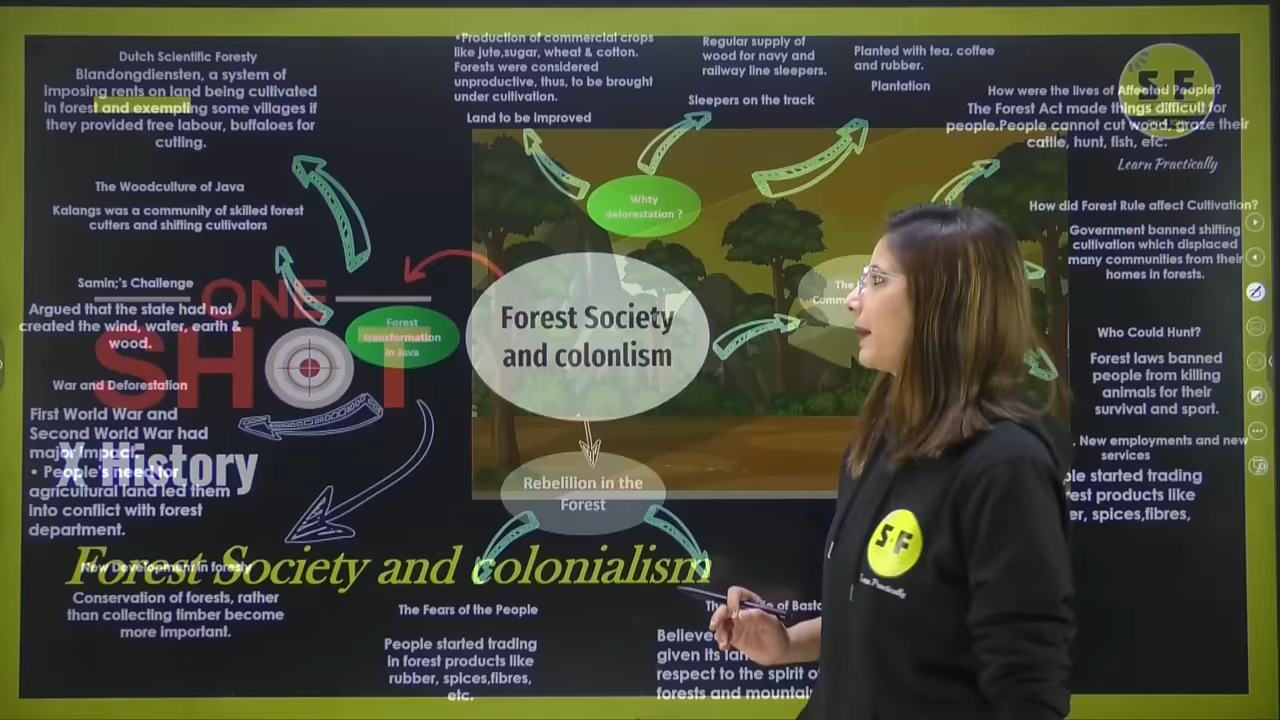 Dutch Scientific Foresty
Blandongdiensten, a system of
imposing rents on land being cultivated
in forest and exempting some villages if
they provided free labour, buffaloes for
cutting.
The Woodculture of Java
Kalangs was a community of skilled forest
cutters and shifting cultivators
Samin;'s Challenge
Argued that the state had not
created the wind, water, earth &
wood.
War and Deforestation
First World War and
Second World War had
major impact.
• People's need for
agricultural land led them
into conflict with forest
department.
New Development in foresty
Conservation of forests, rather
than collecting timber become
more important.
ONE
SHOT
X History
Forest Society and colonialism
•Production of commercial crops
like jute,sugar, wheat & cotton.
Forests were considered
unproductive, thus, to be brought
under cultivation.
Land to be improved
Regular supply of
wood for navy and
railway line sleepers.
Sleepers on the track
Planted with tea, coffee
and rubber.
Plantation
Whty
deforestation ?
Forest
transformation
in Java
Forest Society
and colonlism
The
Comm
Rebelilion in the
Forest
The Fears of the People
People started trading
in forest products like
rubber, spices,fibres,
etc.
of Basta
Believe
given its lan
respect to the spirit o
forests and mountai
S F
Learn Practically
How were the lives of Affected People?
The Forest Act made things difficult for
people.People cannot cut wood, graze their
cattle, hunt, fish, etc.
How did Forest Rule affect Cultivation?
Government banned shifting
cultivation which displaced
many communities from their
homes in forests.
Who Could Hunt?
Forest laws banned
people from killing
animals for their
survival and sport.
. New employments and new
services
ple started trading
rest products like
er, spices,fibres,
S F
Learn Practically